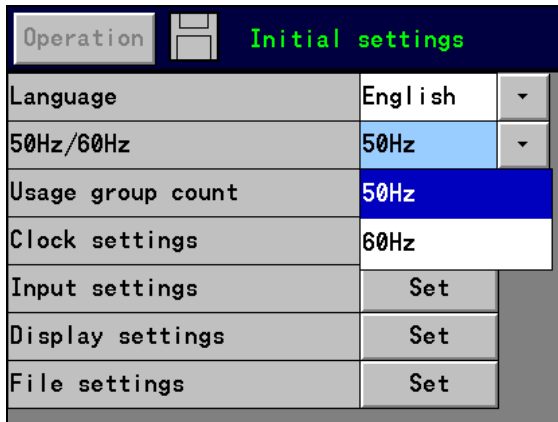 Operation Initial settings
Language English
50Hz/60Hz 50Hz
Usage group count 50Hz
Clock settings 60Hz
Input settings Set
Display settings Set
File settings Set